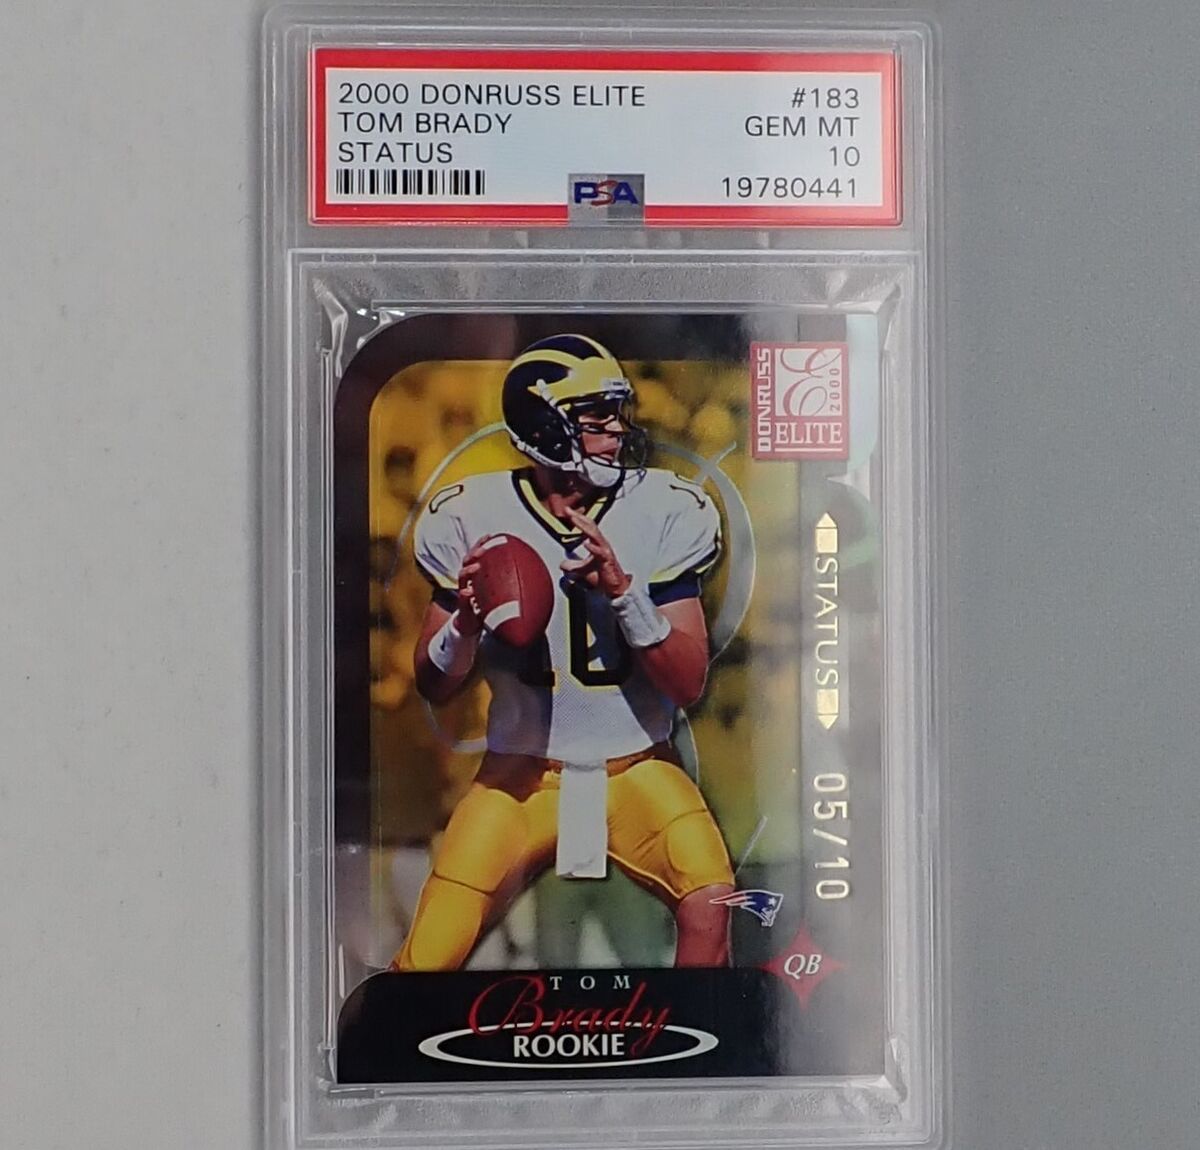 2000 DONRUSS ELITE #183
TOM BRADY GEM MT
STATUS 10
19780441
PSA
DONRUSS
E 2000
ELITE
STATUS
05/10
10
QB
TOM
Brady
ROOKIE